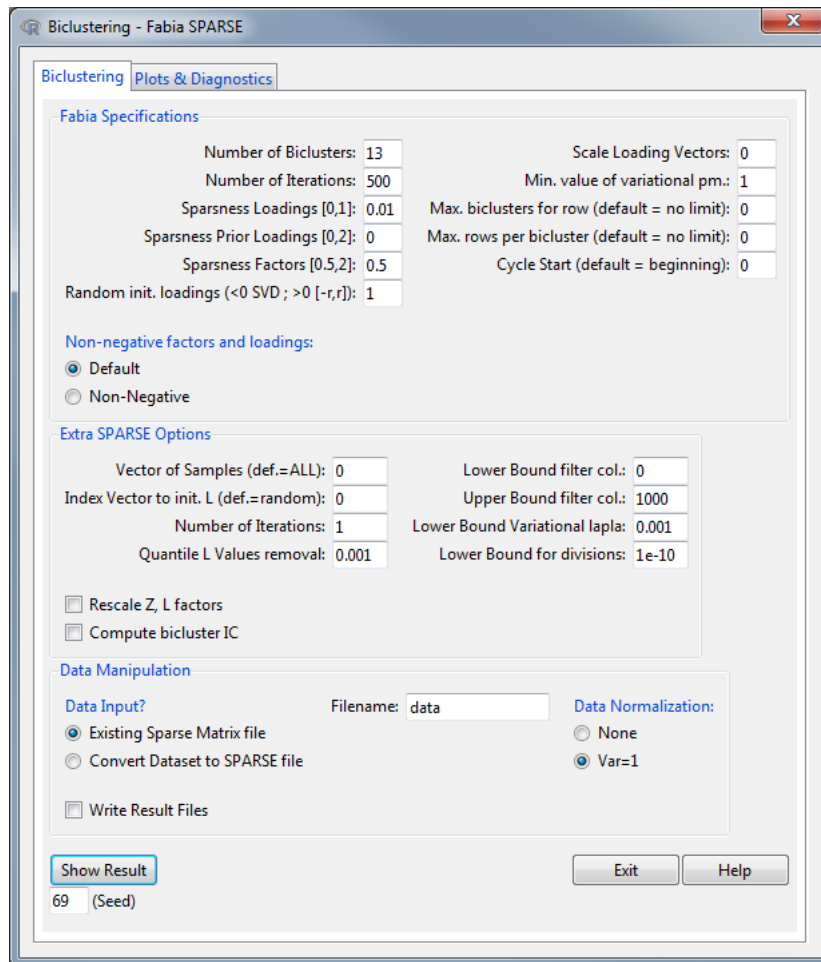 Biclustering - Fabia SPARSE
Biclustering Plots & Diagnostics
Fabia Specifications
Number of Biclusters: 13 Scale Loading Vectors: 0
Number of Iterations: 500 Min. value of variational pm.: 1
Sparsness Loadings [0,1]: 0.01 Max. biclusters for row (default = no limit): 0
Sparsness Prior Loadings [0,2]: 0 Max. rows per bicluster (default = no limit): 0
Sparsness Factors [0.5,2]: 0.5 Cycle Start (default = beginning): 0
Random init. loadings (<0 SVD ; >0 [-r,r]): 1
Non-negative factors and loadings:
Default
Non-Negative
Extra SPARSE Options
Vector of Samples (def.=ALL): 0 Lower Bound filter col.: 0
Index Vector to init. L (def.=random): 0 Upper Bound filter col.: 1000
Number of Iterations: 1 Lower Bound Variational lapla: 0.001
Quantile L Values removal: 0.001 Lower Bound for divisions: 1e-10
Rescale Z, L factors
Compute bicluster IC
Data Manipulation
Data Input? Filename: data Data Normalization:
Existing Sparse Matrix file None
Convert Dataset to SPARSE file Var=1
Write Result Files
Show Result Exit Help
69 (Seed)